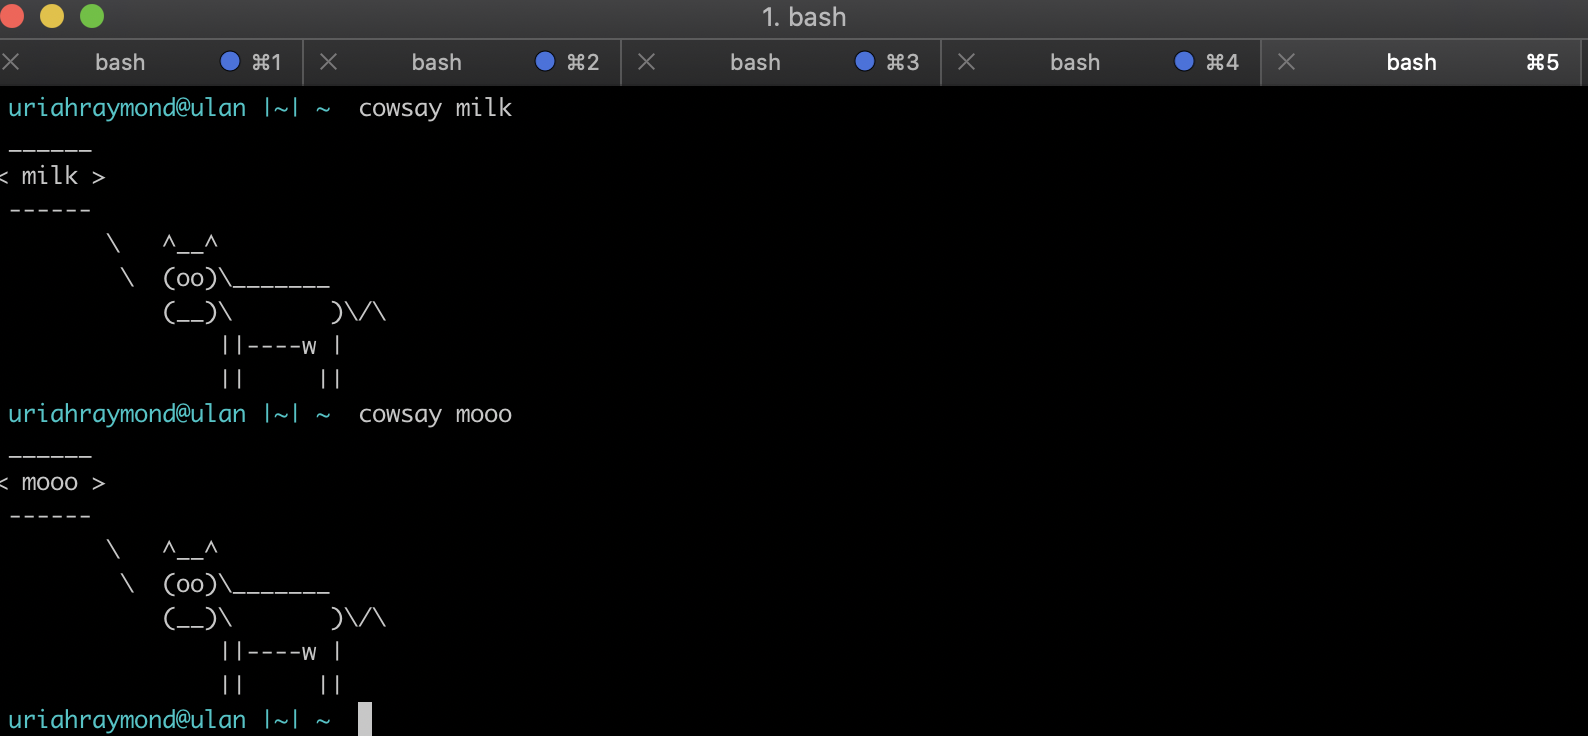 1. bash
bash ⌘1 bash ⌘2 bash ⌘3 bash ⌘4 bash ⌘5
uriahraymond@ulan |~| ~  cowsay milk
 ______
< milk >
 ------
        \   ^__^
         \  (oo)\_______
            (__)\       )\/\
                ||----w |
                ||     ||
uriahraymond@ulan |~| ~  cowsay mooo
 ______
< mooo >
 ------
        \   ^__^
         \  (oo)\_______
            (__)\       )\/\
                ||----w |
                ||     ||
uriahraymond@ulan |~| ~